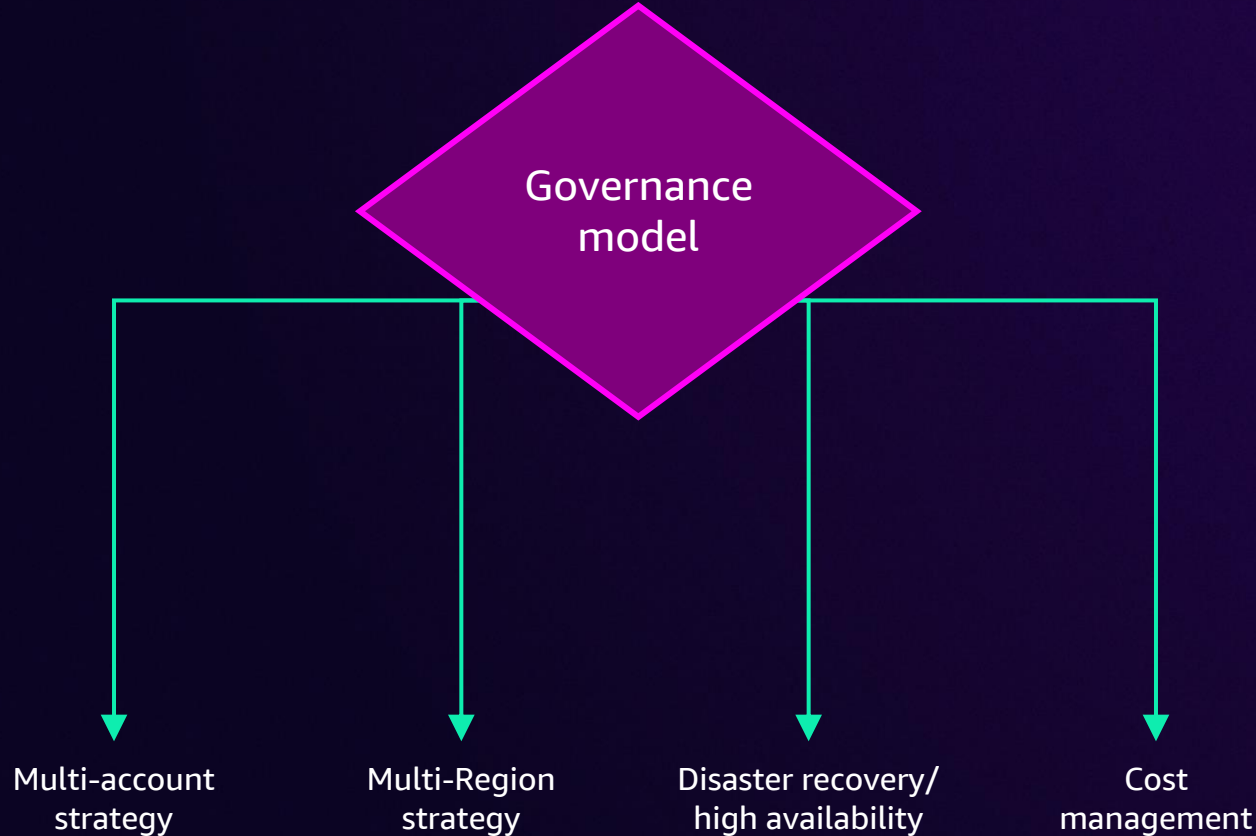 Governance
model
Multi-account
strategy
Multi-Region
strategy
Disaster recovery/
high availability
Cost
management